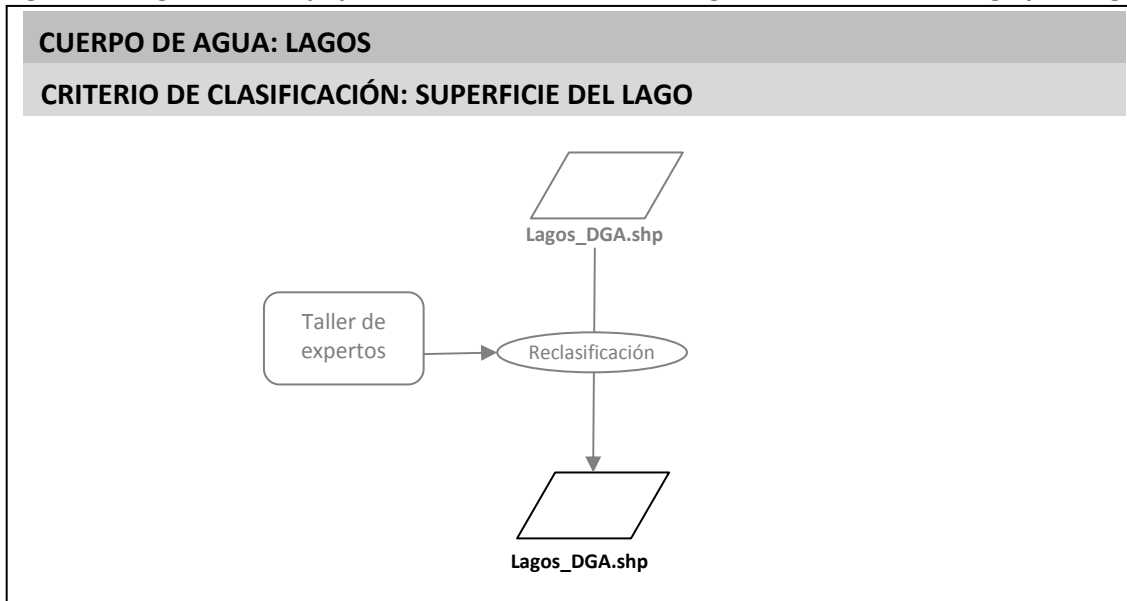 CUERPO DE AGUA: LAGOS
CRITERIO DE CLASIFICACIÓN: SUPERFICIE DEL LAGO
Lagos_DGA.shp
Taller de
expertos
Reclasificación
Lagos_DGA.shp